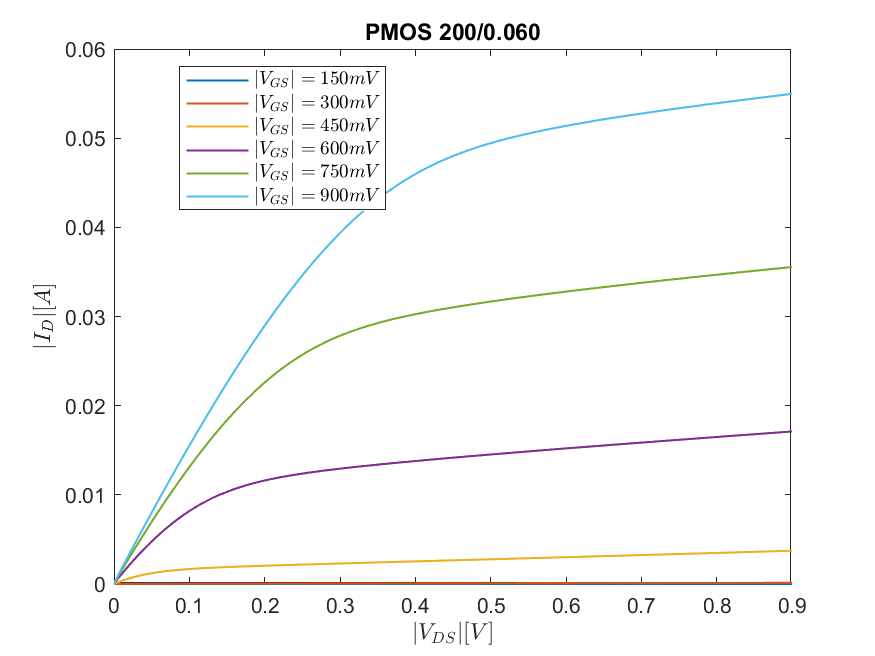 PMOS 200/0.060
0.06
0.05
0.04
0.03
0.02
0.01
0
|I_D|[A]
|V_GS| = 150mV
|V_GS| = 300mV
|V_GS| = 450mV
|V_GS| = 600mV
|V_GS| = 750mV
|V_GS| = 900mV
0 0.1 0.2 0.3 0.4 0.5 0.6 0.7 0.8 0.9
|V_DS|[V]